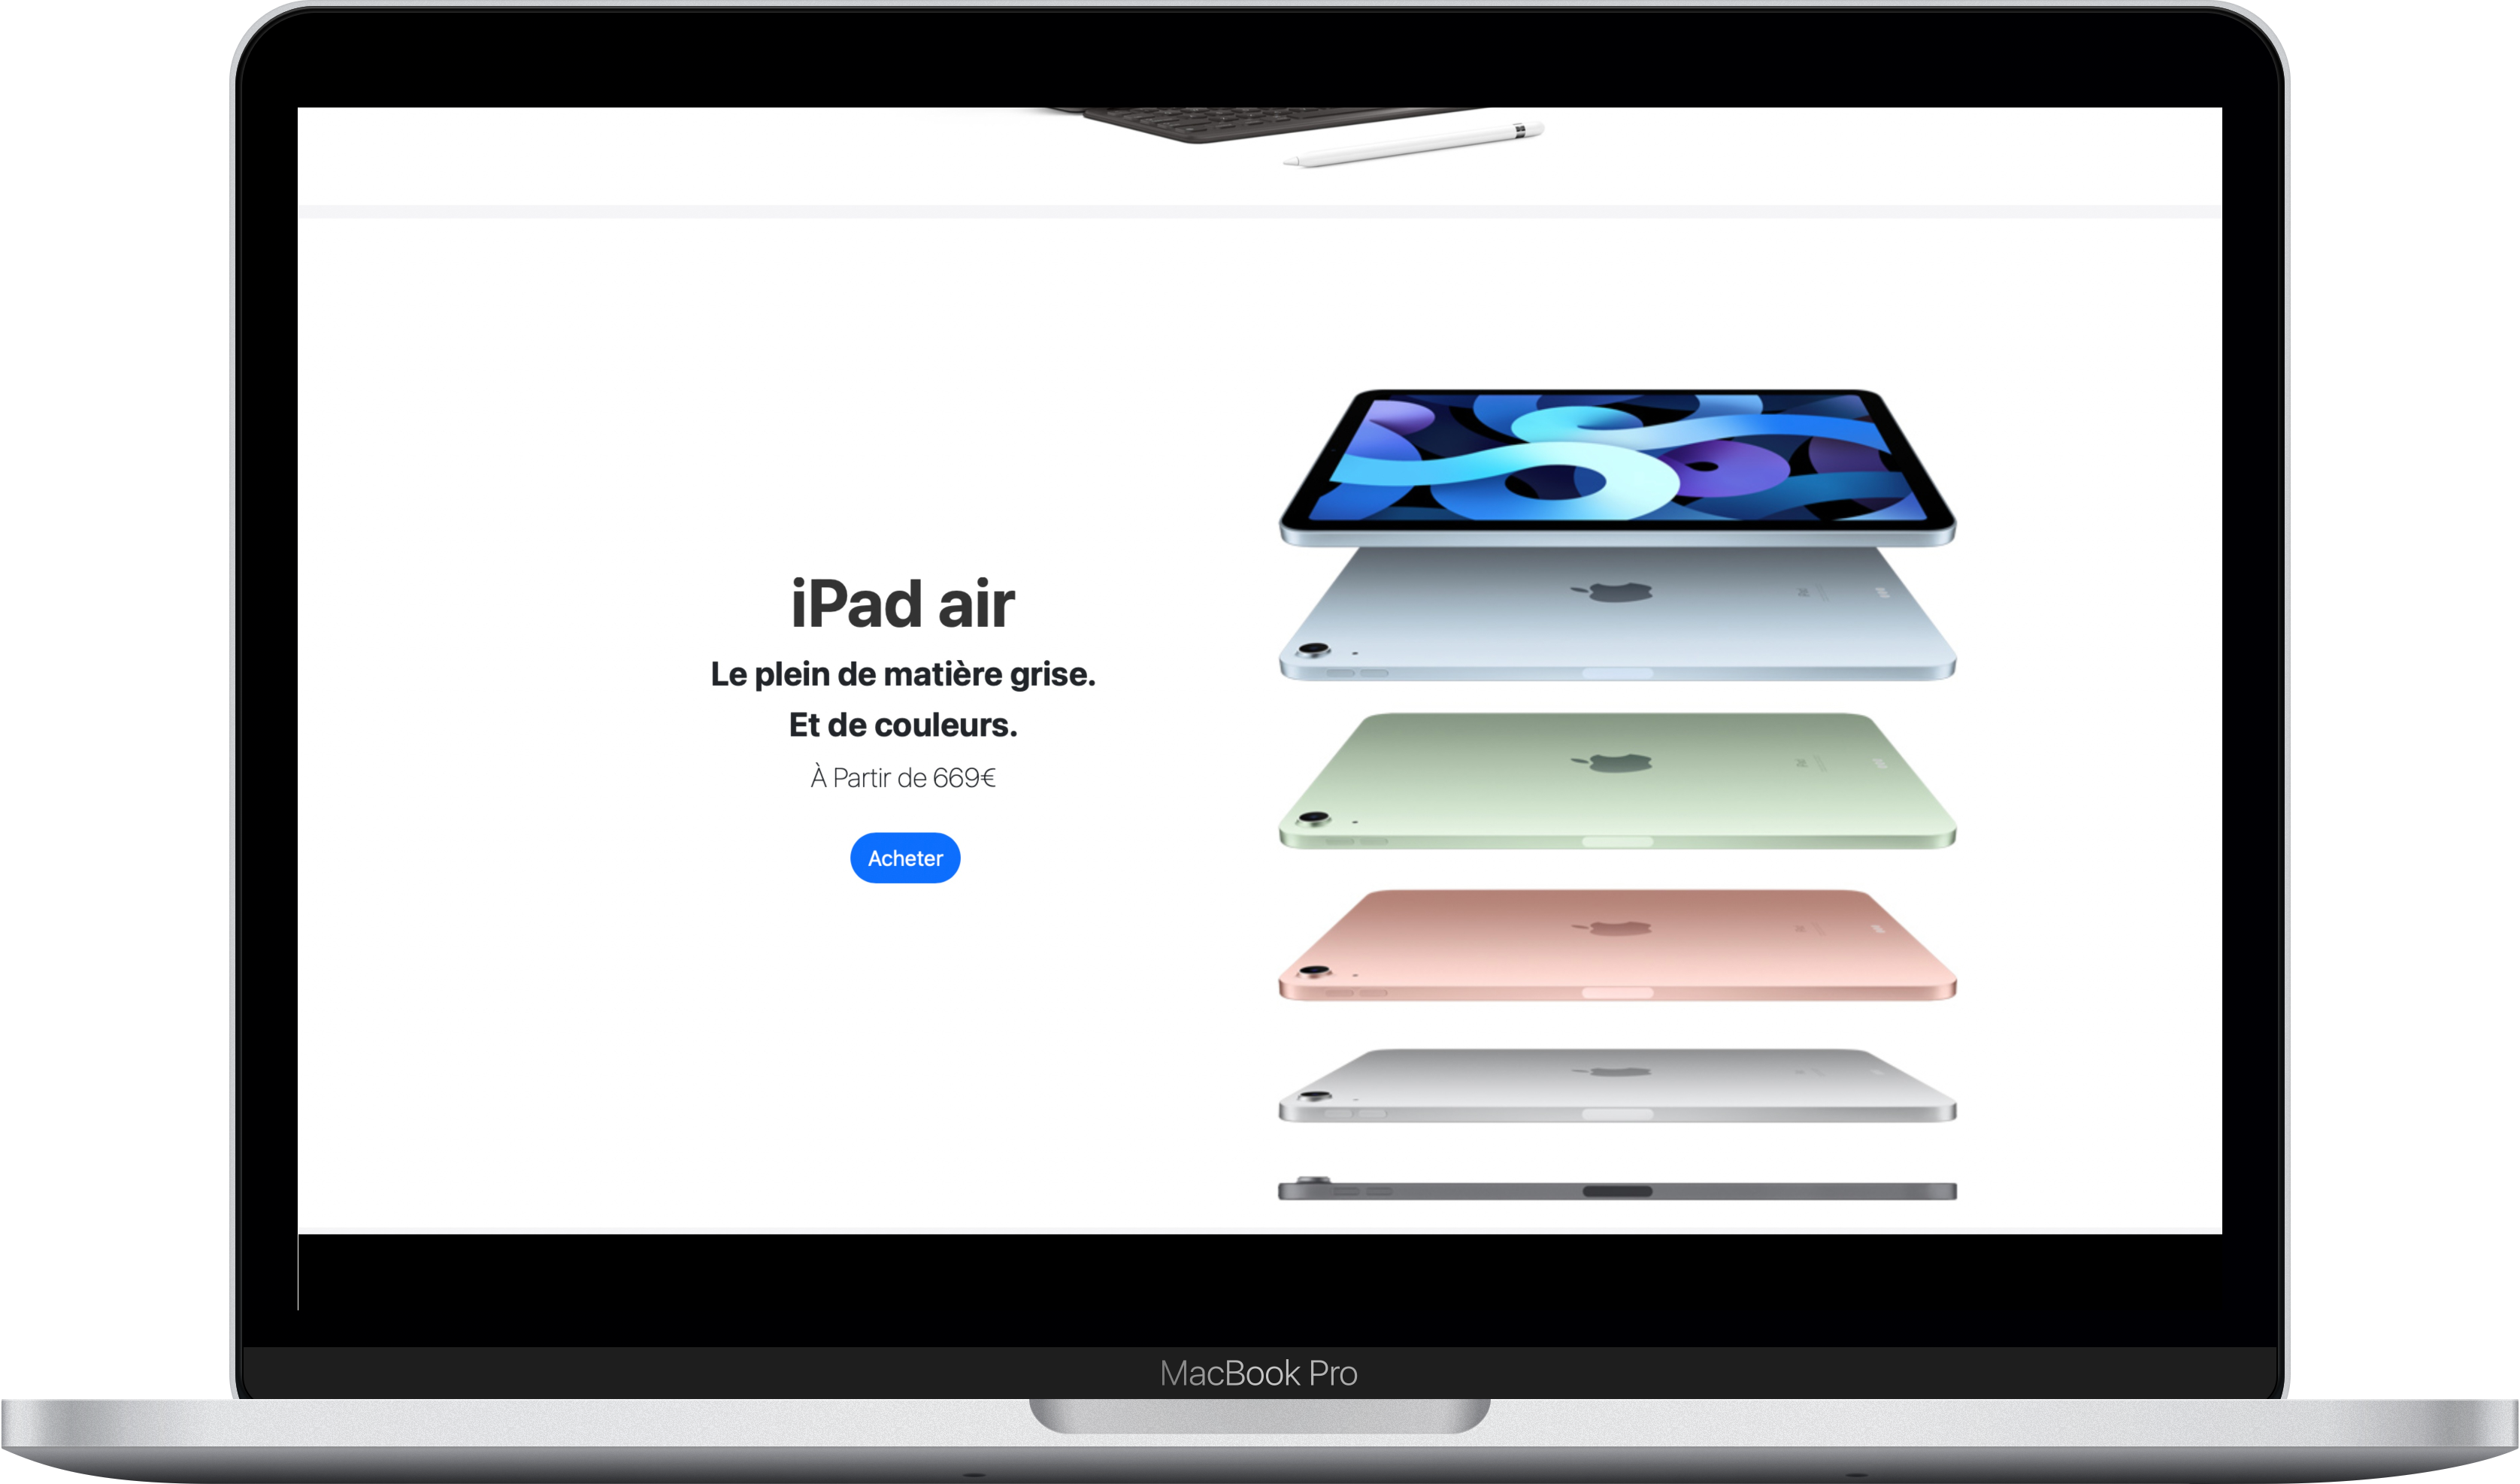 iPad air
Le plein de matière grise.
Et de couleurs.
À Partir de 669€
Acheter
MacBook Pro